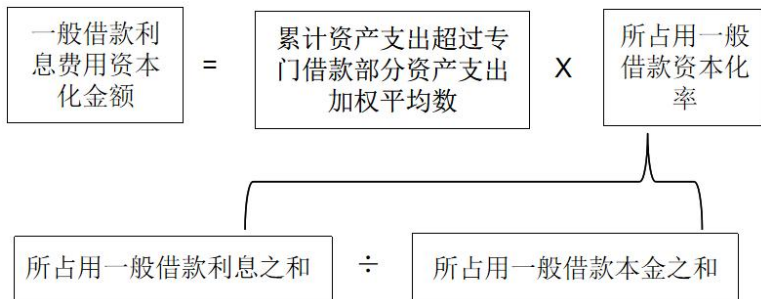 一般借款利
息费用资本
化金额
=
累计资产支出超过专
门借款部分资产支出
加权平均数
X
所占用一般
借款资本化
率
所占用一般借款利息之和
÷
所占用一般借款本金之和